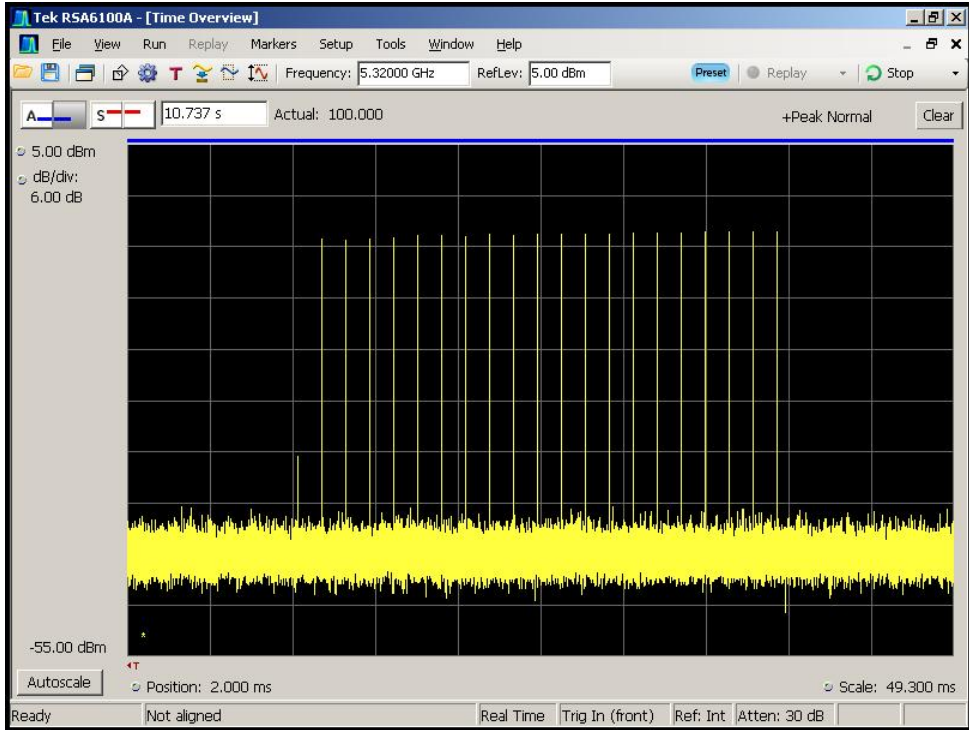 Tek RSA6100A - [Time Overview]
File View Run Replay Markers Setup Tools Window Help
T Frequency: 5.32000 GHz RefLev: 5.00 dBm Preset Replay Stop
A S 10.737 s Actual: 100.000 +Peak Normal Clear
5.00 dBm
dB/div:
6.00 dB
-55.00 dBm
T
Autoscale Position: 2.000 ms Scale: 49.300 ms
Ready Not aligned Real Time Trig In (front) Ref: Int Atten: 30 dB